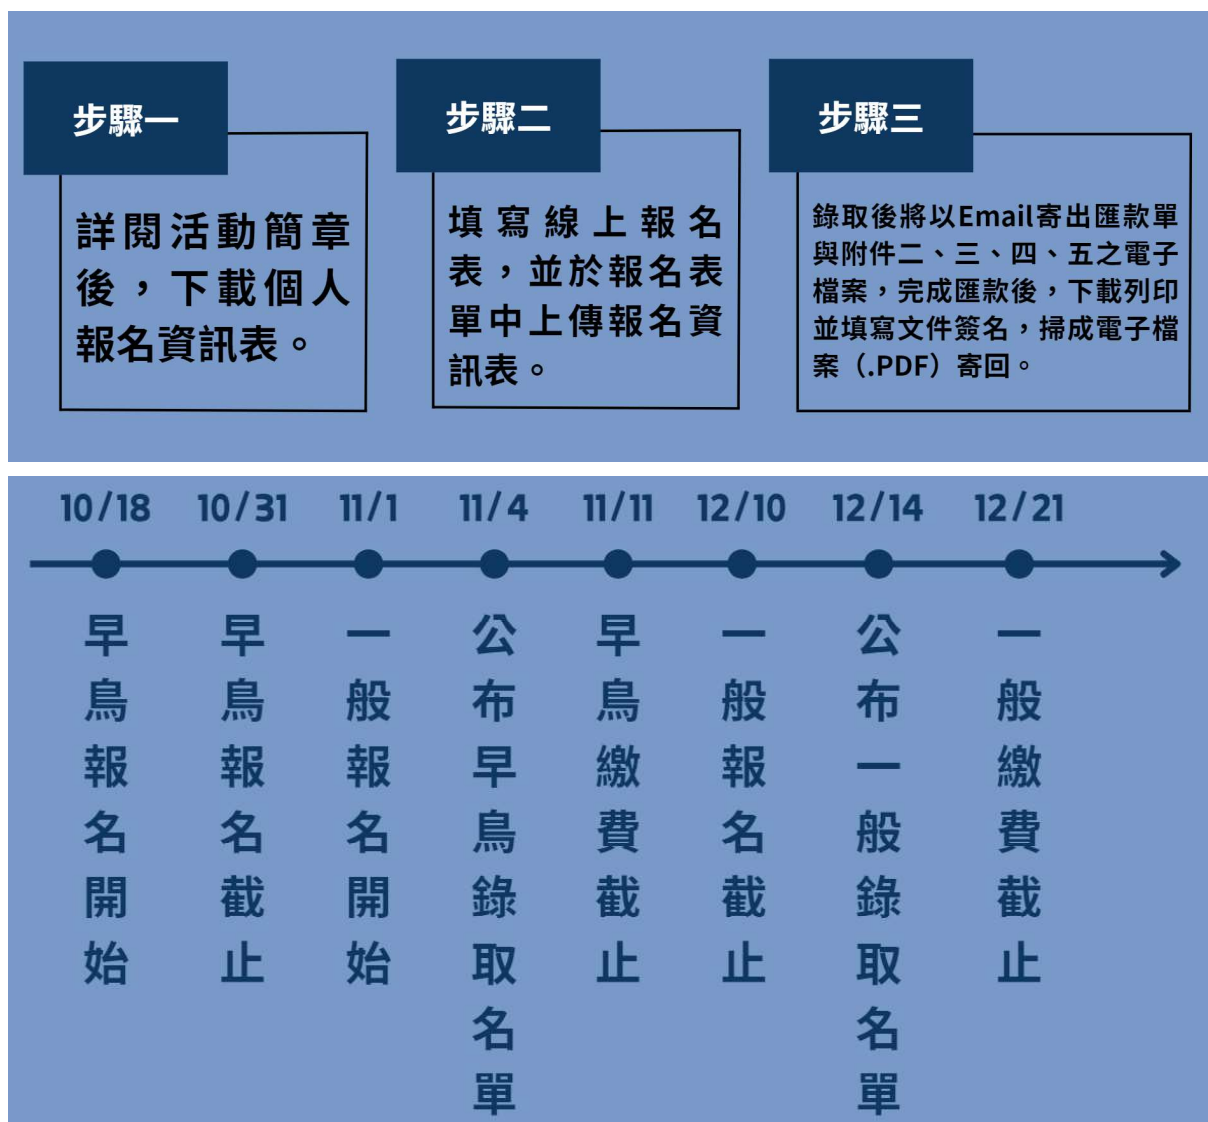 步驟一
詳閱活動簡章
後，下載個人
報名資訊表。
步驟二
填寫線上報名
表，並於報名表
單中上傳報名資
訊表。
步驟三
錄取後將以Email寄出匯款單
與附件二、三、四、五之電子
檔案，完成匯款後，下載列印
並填寫文件簽名，掃成電子檔
案（.PDF）寄回。
10/18
早鳥報名開始
10/31
早鳥報名截止
11/1
一般報名開始
11/4
公布早鳥錄取名單
11/11
早鳥繳費截止
12/10
一般報名截止
12/14
公布一般錄取名單
12/21
一般繳費截止